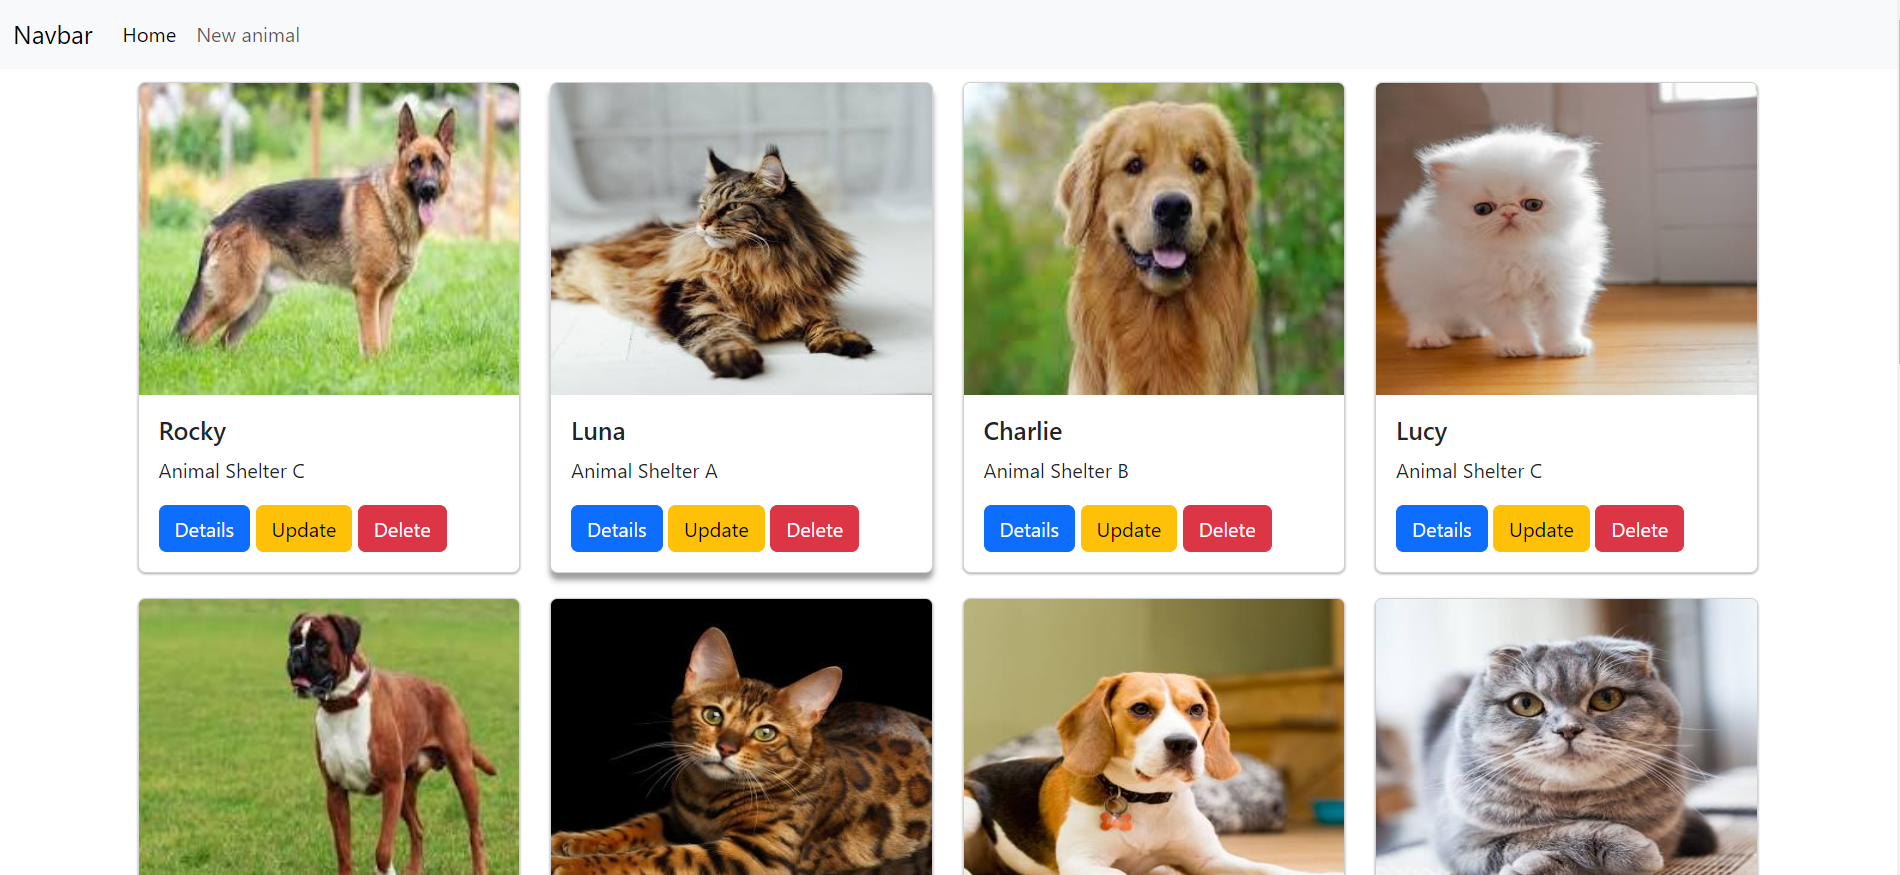 Navbar Home New animal
Rocky
Animal Shelter C
Details Update Delete
Luna
Animal Shelter A
Details Update Delete
Charlie
Animal Shelter B
Details Update Delete
Lucy
Animal Shelter C
Details Update Delete